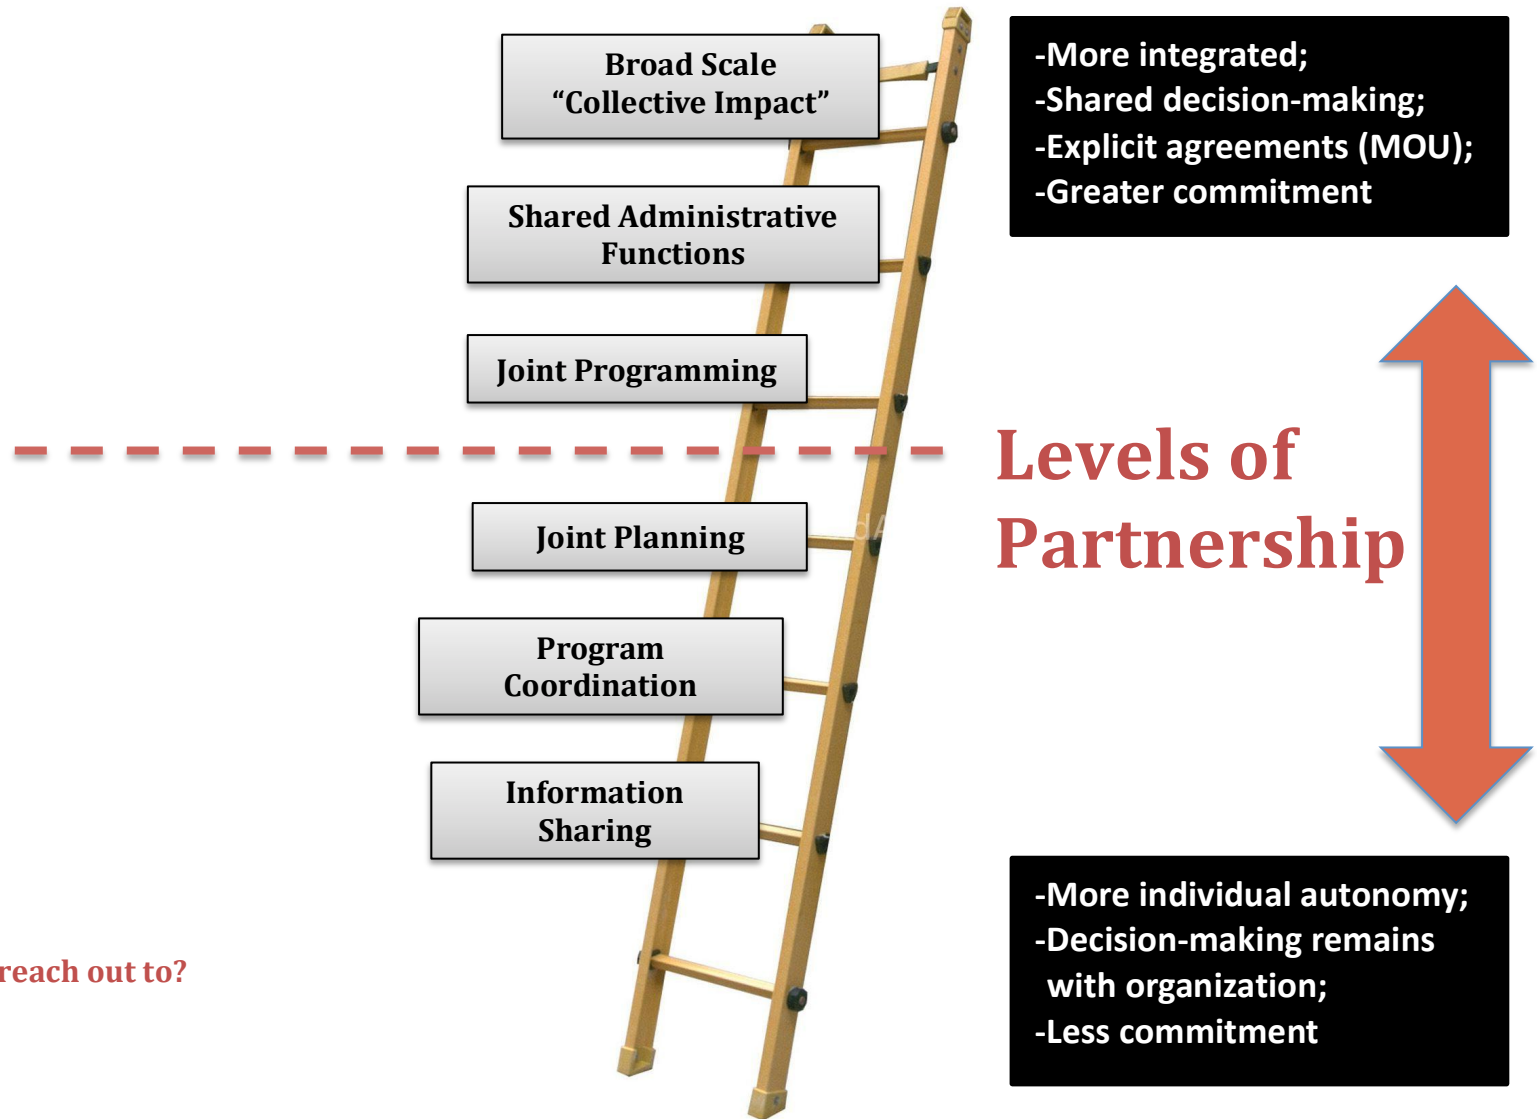 Broad Scale
“Collective Impact”
Shared Administrative
Functions
Joint Programming
Joint Planning
Program
Coordination
Information
Sharing
reach out to?
-More integrated;
-Shared decision-making;
-Explicit agreements (MOU);
-Greater commitment
Levels of
Partnership
-More individual autonomy;
-Decision-making remains
with organization;
-Less commitment